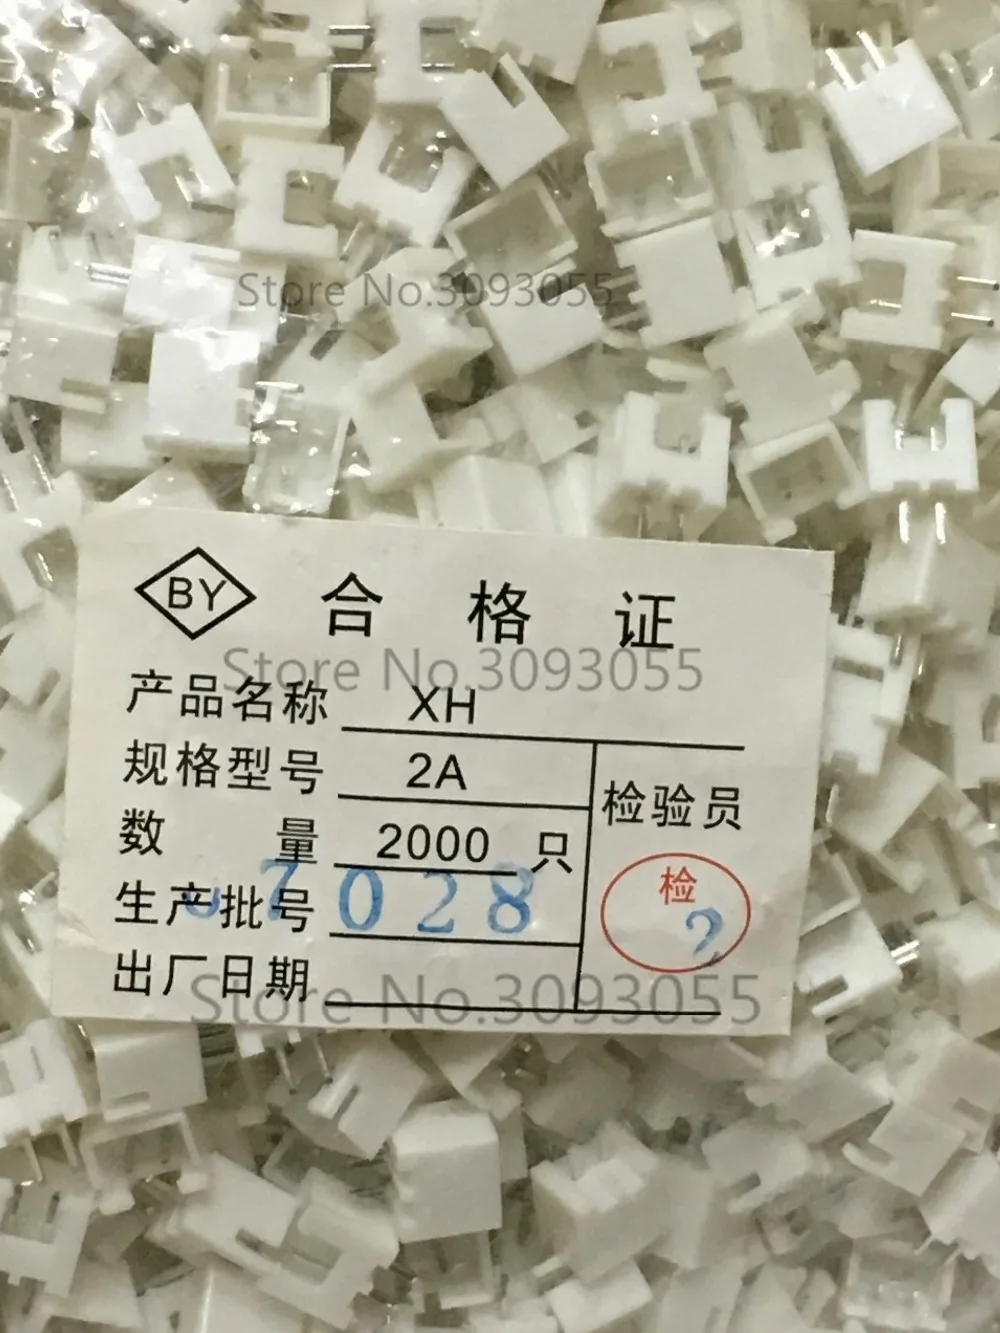 Store No.3093055
BY 合格证
Store No.3093055
产品名称 XH
规格型号 2A
检验员
数量 2000 只
检
2
生产批号 7028
出厂日期
Store No.3093055